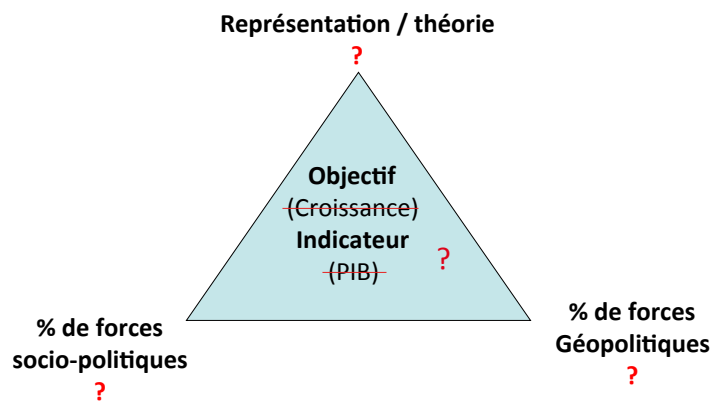 Représentation / théorie
?
Objectif
(Croissance)
Indicateur
(PIB)
?
% de forces
socio-politiques
?
% de forces
Géopolitiques
?